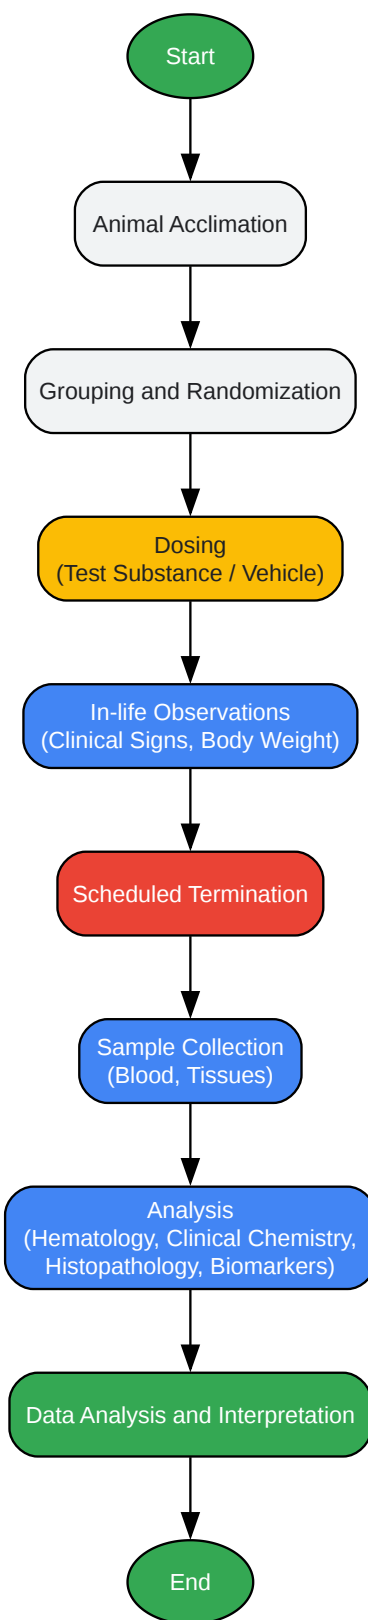 Start
Animal Acclimation
Grouping and Randomization
Dosing
(Test Substance / Vehicle)
In-life Observations
(Clinical Signs, Body Weight)
Scheduled Termination
Sample Collection
(Blood, Tissues)
Analysis
(Hematology, Clinical Chemistry,
Histopathology, Biomarkers)
Data Analysis and Interpretation
End